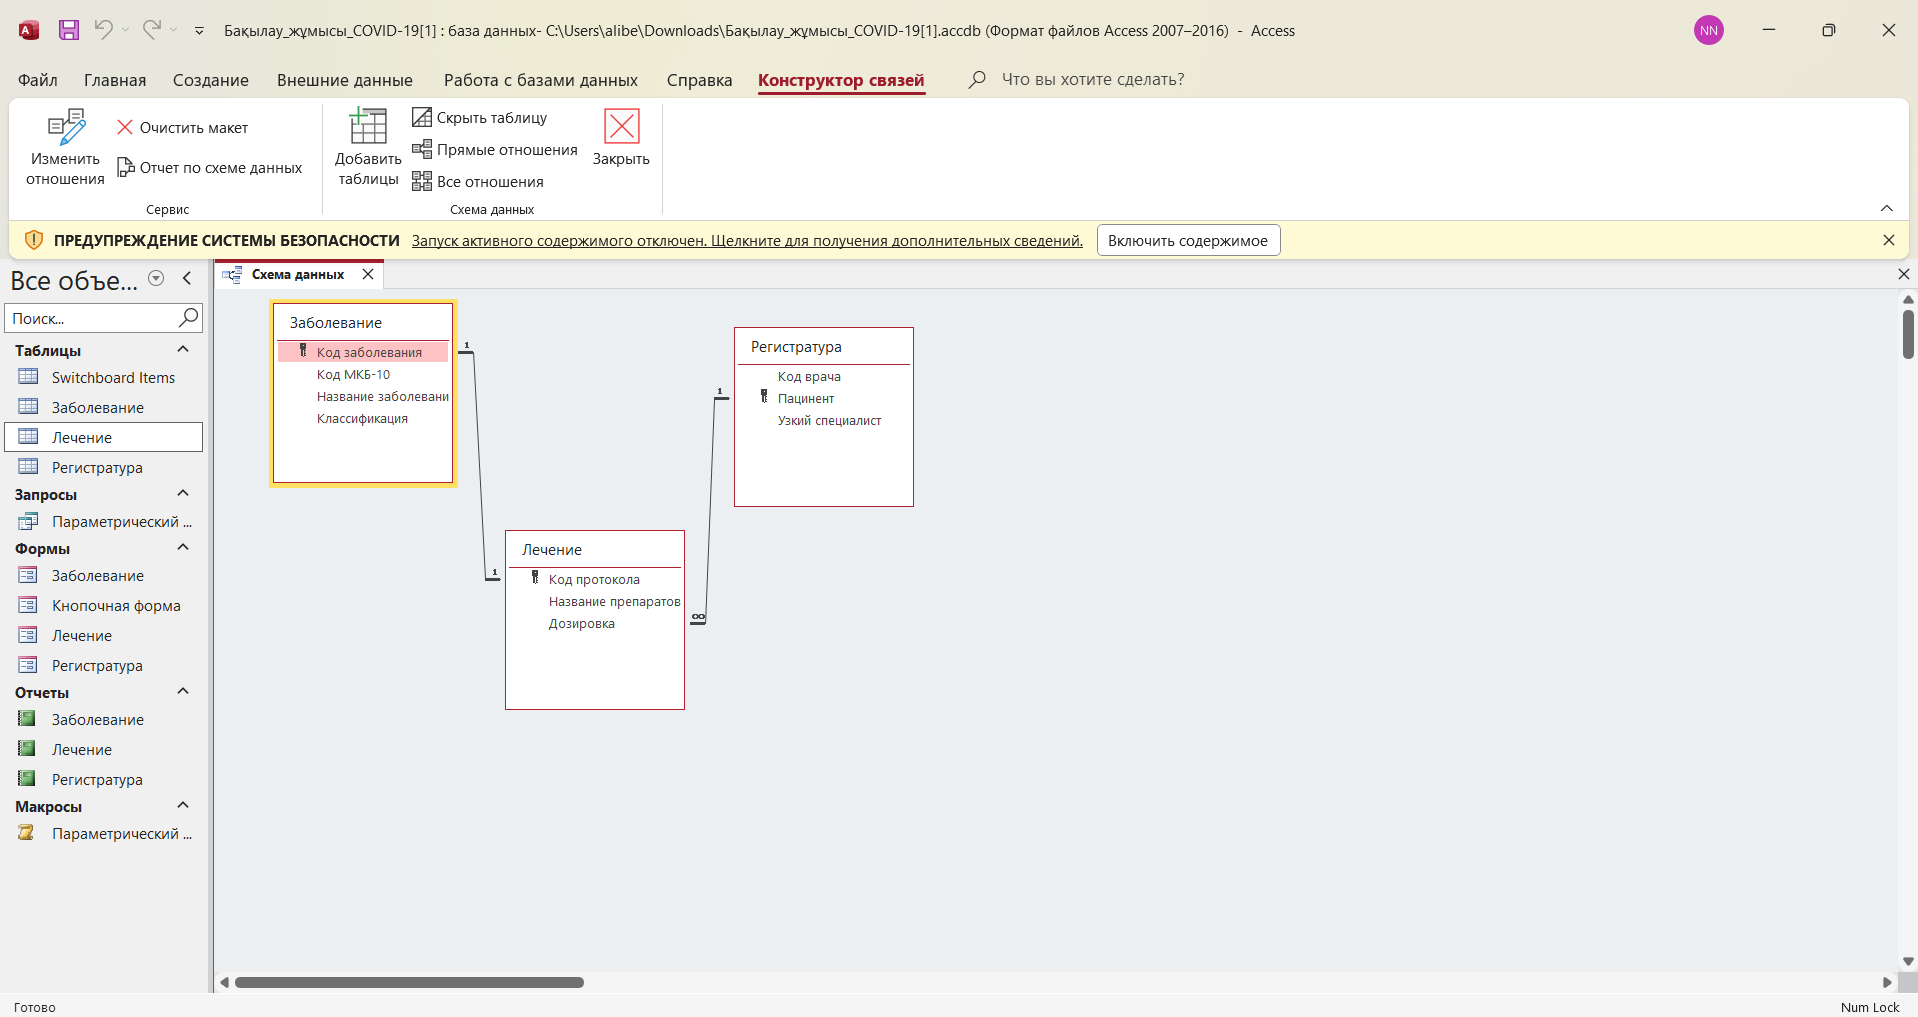 Бақылау_жұмысы_COVID-19[1] : база данных- C:\Users\alibe\Downloads\Бақылау_жұмысы_COVID-19[1].accdb (Формат файлов Access 2007–2016) - Access
NN
Файл Главная Создание Внешние данные Работа с базами данных Справка Конструктор связей Что вы хотите сделать?
Изменить отношения
Очистить макет
Отчет по схеме данных
Сервис
Добавить таблицы
Скрыть таблицу
Прямые отношения
Все отношения
Закрыть
Схема данных
ПРЕДУПРЕЖДЕНИЕ СИСТЕМЫ БЕЗОПАСНОСТИ Запуск активного содержимого отключен. Щелкните для получения дополнительных сведений. Включить содержимое
Все объе...
Поиск...
Таблицы
Switchboard Items
Заболевание
Лечение
Регистратура
Запросы
Параметрический ...
Формы
Заболевание
Кнопочная форма
Лечение
Регистратура
Отчеты
Заболевание
Лечение
Регистратура
Макросы
Параметрический ...
Схема данных
Заболевание
Код заболевания
Код МКБ-10
Название заболевани
Классификация
1
1
Лечение
Код протокола
Название препаратов
Дозировка
∞
1
Регистратура
Код врача
Пацинент
Узкий специалист
Готово
Num Lock